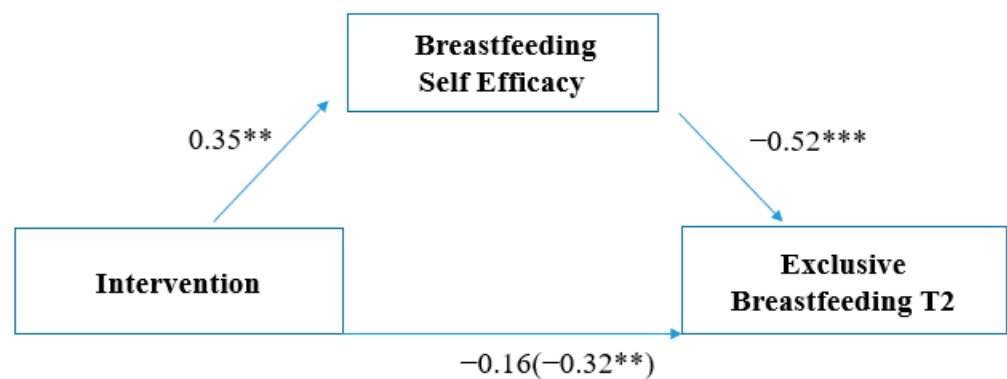 Breastfeeding
Self Efficacy
0.35**
−0.52***
Intervention
Exclusive
Breastfeeding T2
−0.16(−0.32**)